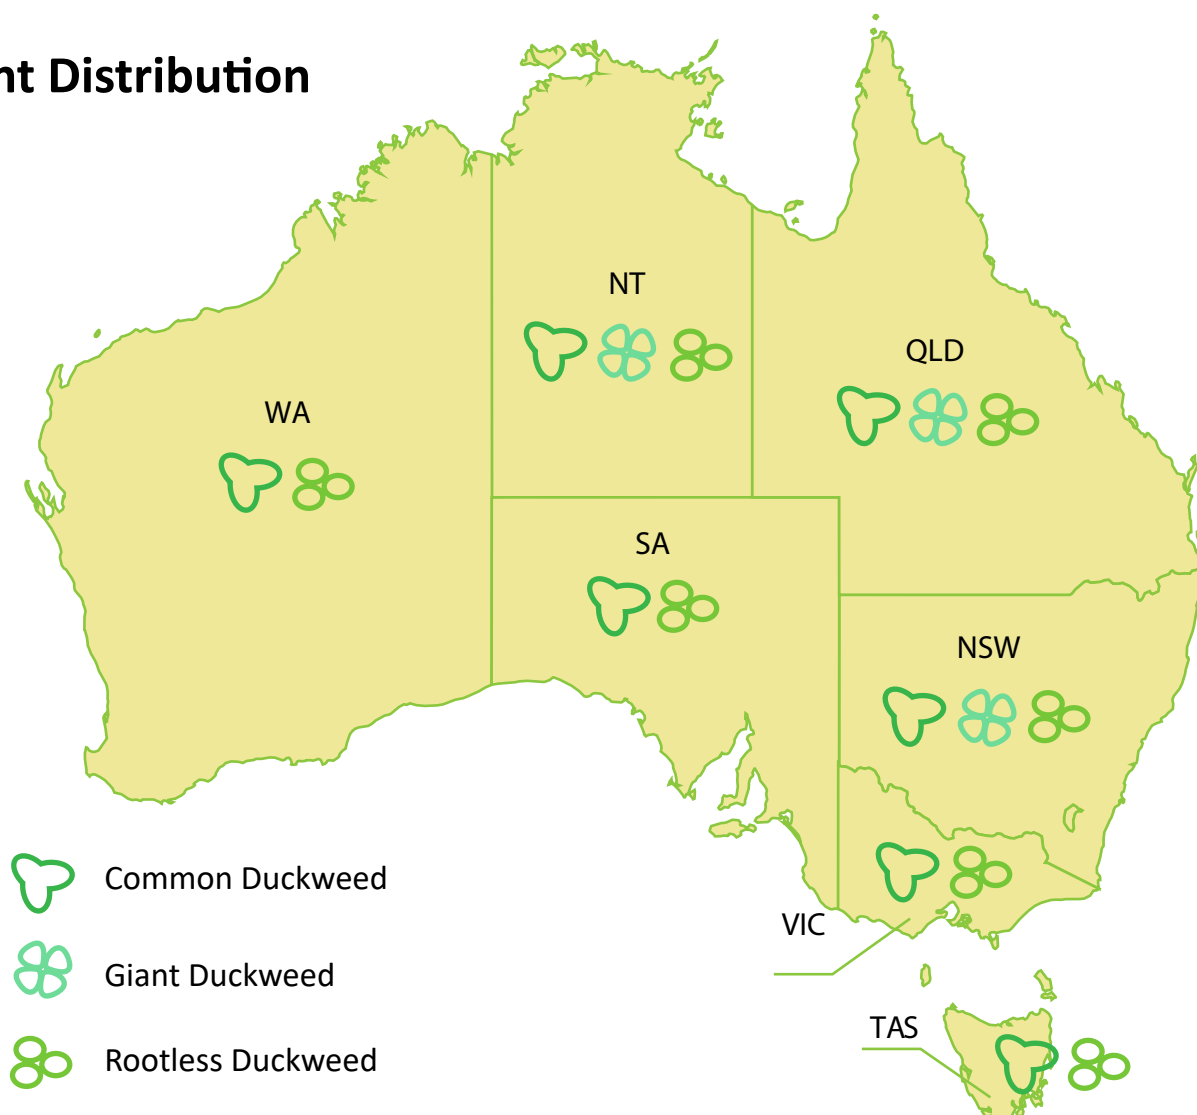 nt Distribution
NT
QLD
WA
SA
NSW
Common Duckweed
VIC
Giant Duckweed
TAS
Rootless Duckweed